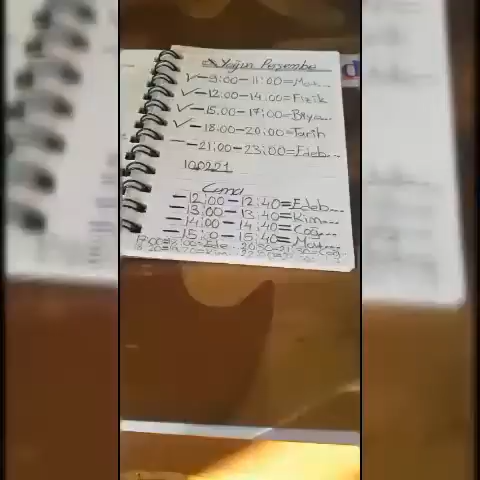 Yoğun Perşembe
✓ — 9:00 — 11:00 = Mat...
✓ — 12:00 — 14:00 = Fizik
✓ — 15:00 — 17:00 = Biyo...
✓ — 18:00 — 20:00 = Tarih
— 21:00 — 23:00 = Edeb...
Cuma
— 12:00 — 12:40 = Edeb...
— 13:00 — 13:40 = Kim...
— 14:00 — 14:40 = Coğ...
— 15:00 — 15:40 = Mat...